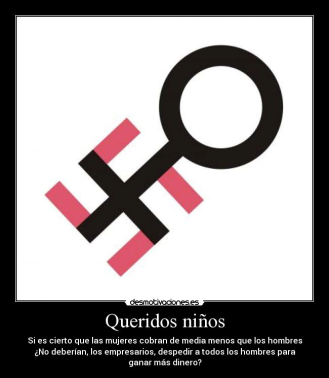 desmotivaciones.es
Queridos niños
Si es cierto que las mujeres cobran de media menos que los hombres
¿No deberían, los empresarios, despedir a todos los hombres para
ganar más dinero?